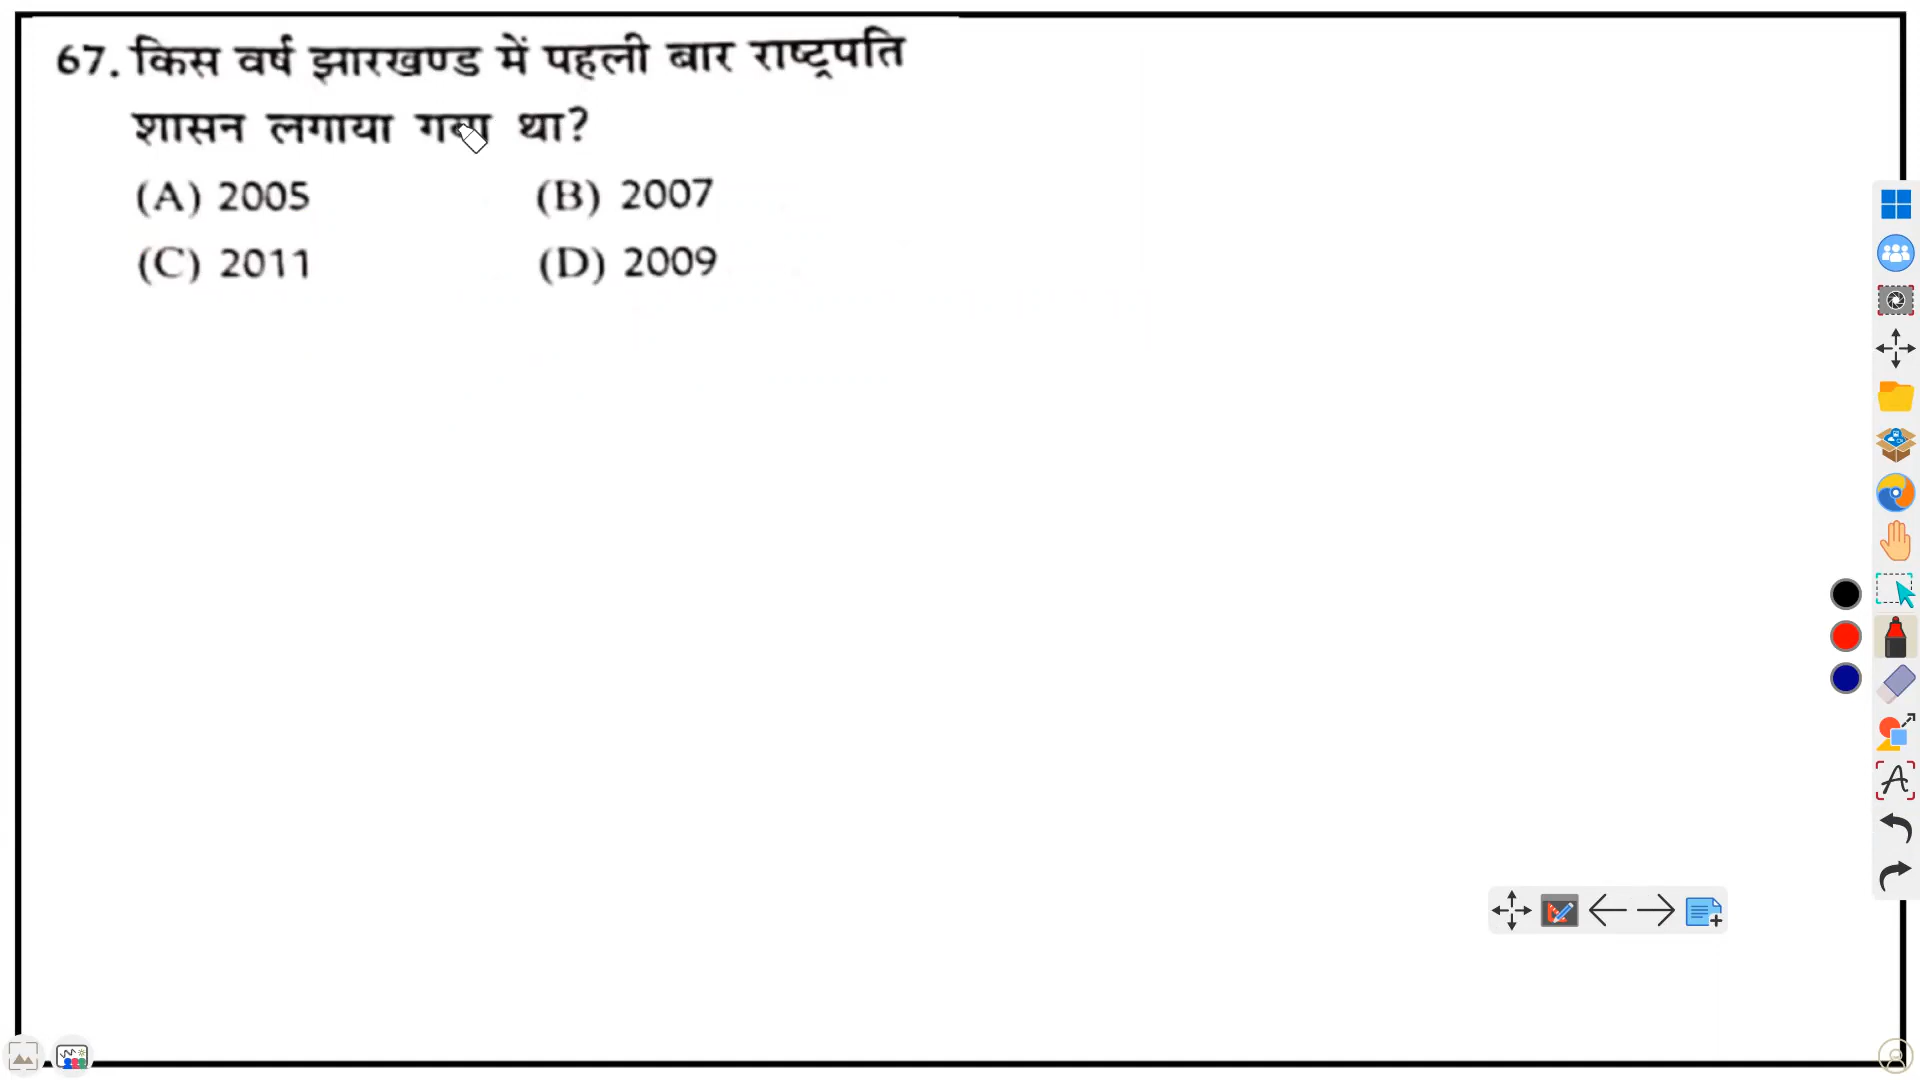 67. किस वर्ष झारखण्ड में पहली बार राष्ट्रपति
शासन लगाया गया था?
(A) 2005 (B) 2007
(C) 2011 (D) 2009